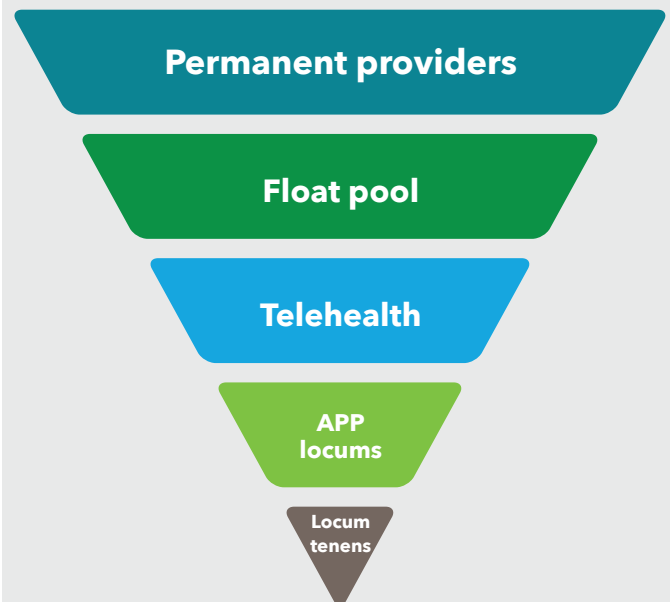 Permanent providers
Float pool
Telehealth
APP
locums
Locum
tenens